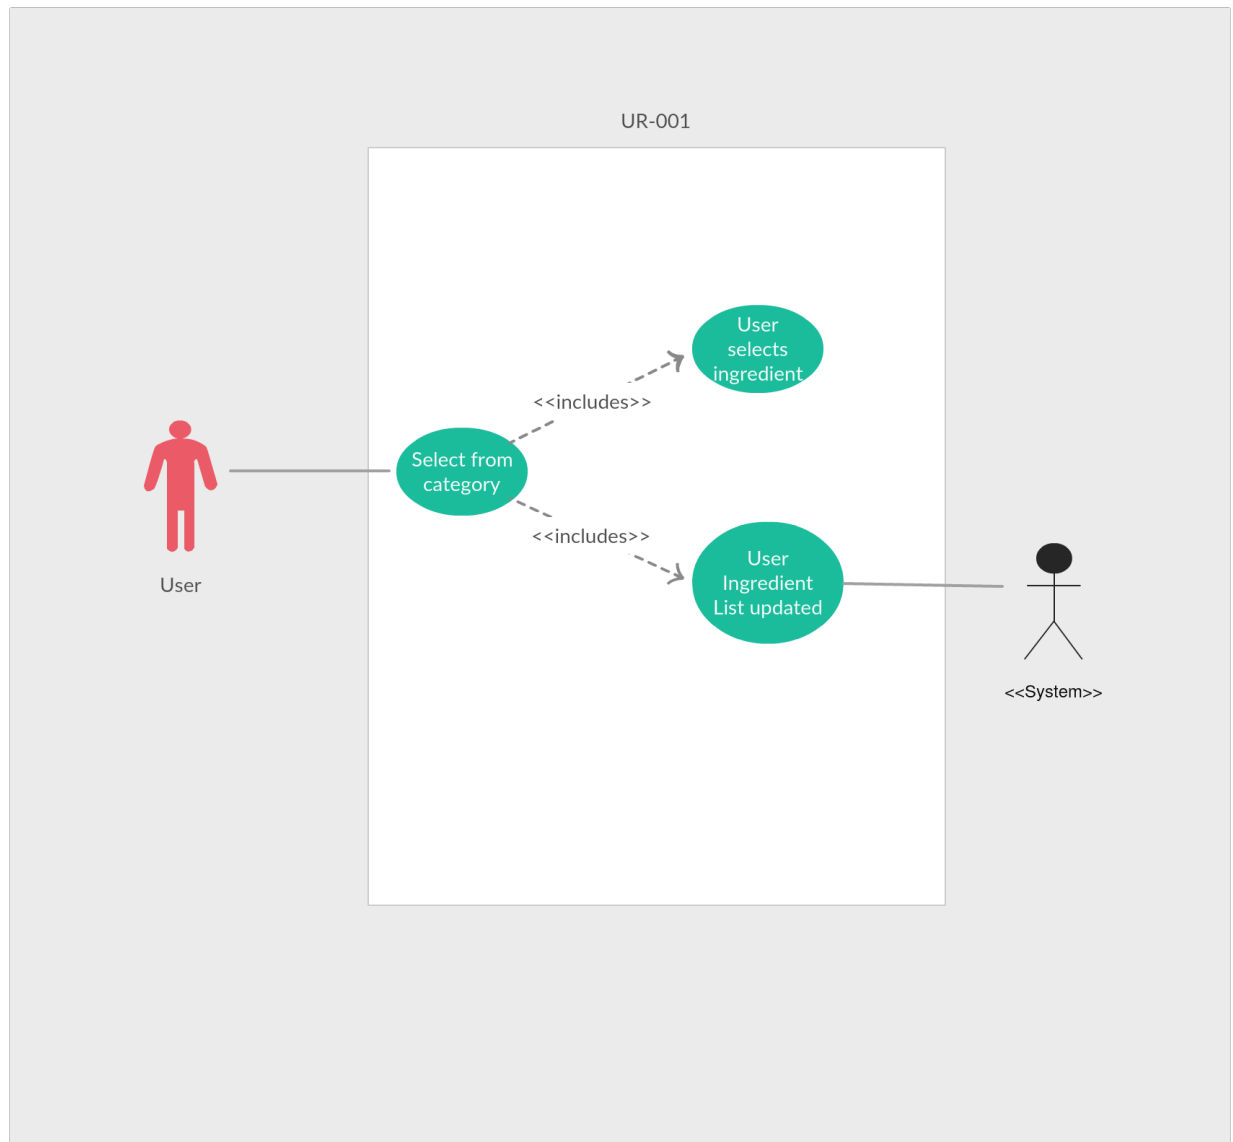 UR-001
User
selects
ingredient
<<includes>>
Select from
category
<<includes>>
User
Ingredient
List updated
User
<<System>>